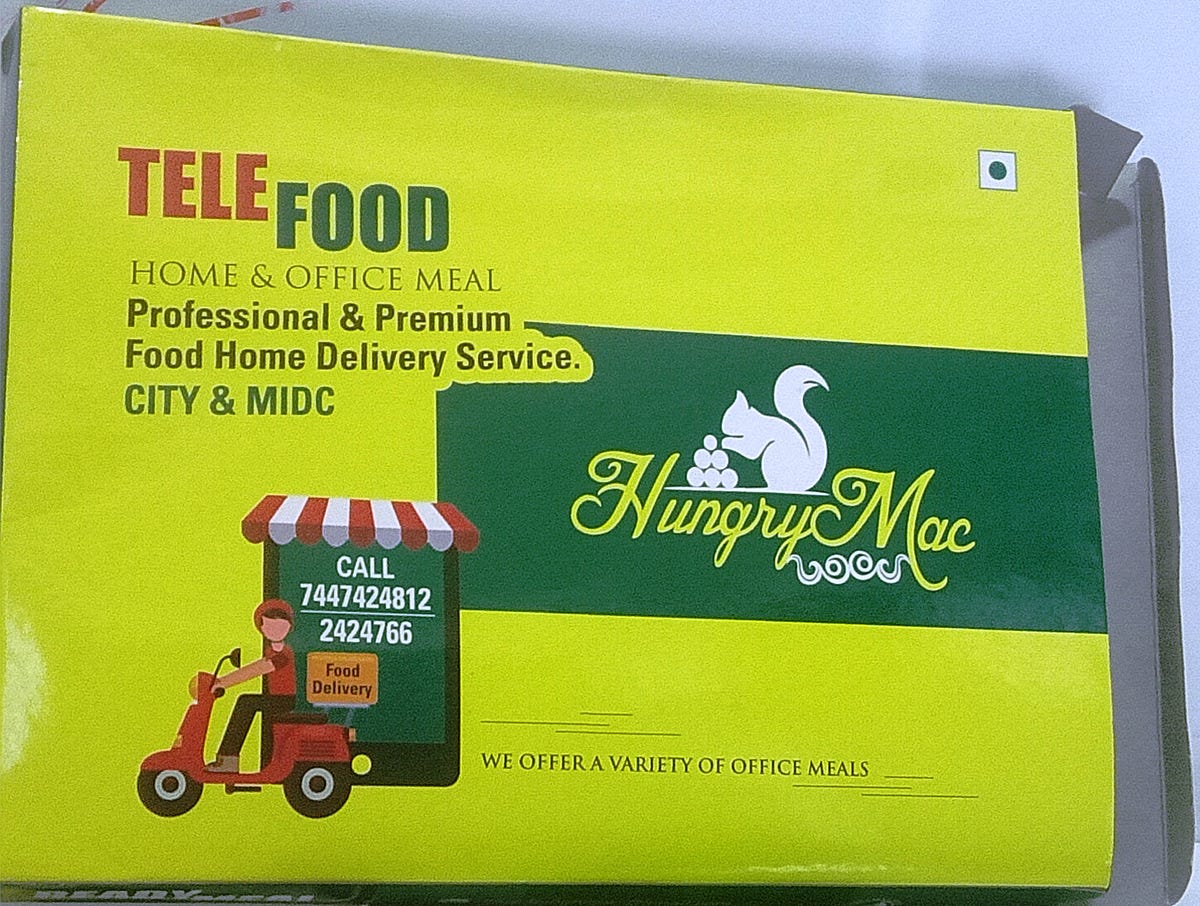 TELE FOOD
HOME & OFFICE MEAL
Professional & Premium
Food Home Delivery Service.
CITY & MIDC
HungryMac
CALL
7447424812
2424766
Food
Delivery
WE OFFER A VARIETY OF OFFICE MEALS